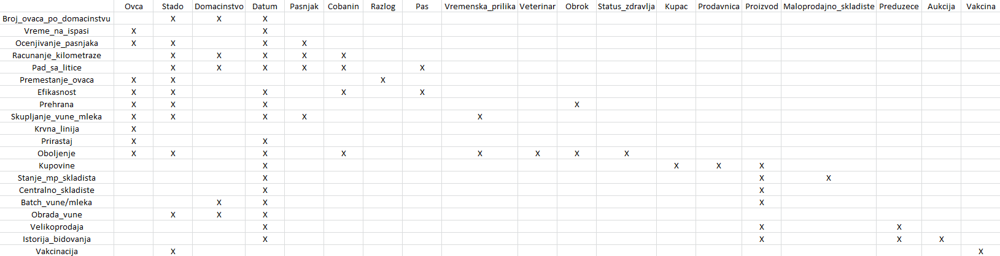 Ovca Stado Domacinstvo Datum Pasnjak Cobanin Razlog Pas Vremenska_prilika Veterinar Obrok Status_zdravlja Kupac Prodavnica Proizvod Maloprodajno_skladiste Preduzece Aukcija Vakcina
Broj_ovaca_po_domacinstvu X X X
Vreme_na_ispasi X X
Ocenjivanje_pasnjaka X X X X
Racunanje_kilometraze X X X X X
Pad_sa_litice X X X X X X
Premestanje_ovaca X X X
Efikasnost X X X X X
Prehrana X X X X
Skupljanje_vune_mleka X X X X X
Krvna_linija X
Prirastaj X X
Oboljenje X X X X X X X X
Kupovine X X X X
Stanje_mp_skladista X X X
Centralno_skladiste X X
Batch_vune/mleka X X X
Obrada_vune X X X
Velikoprodaja X X X
Istorija_bidovanja X X X X
Vakcinacija X X